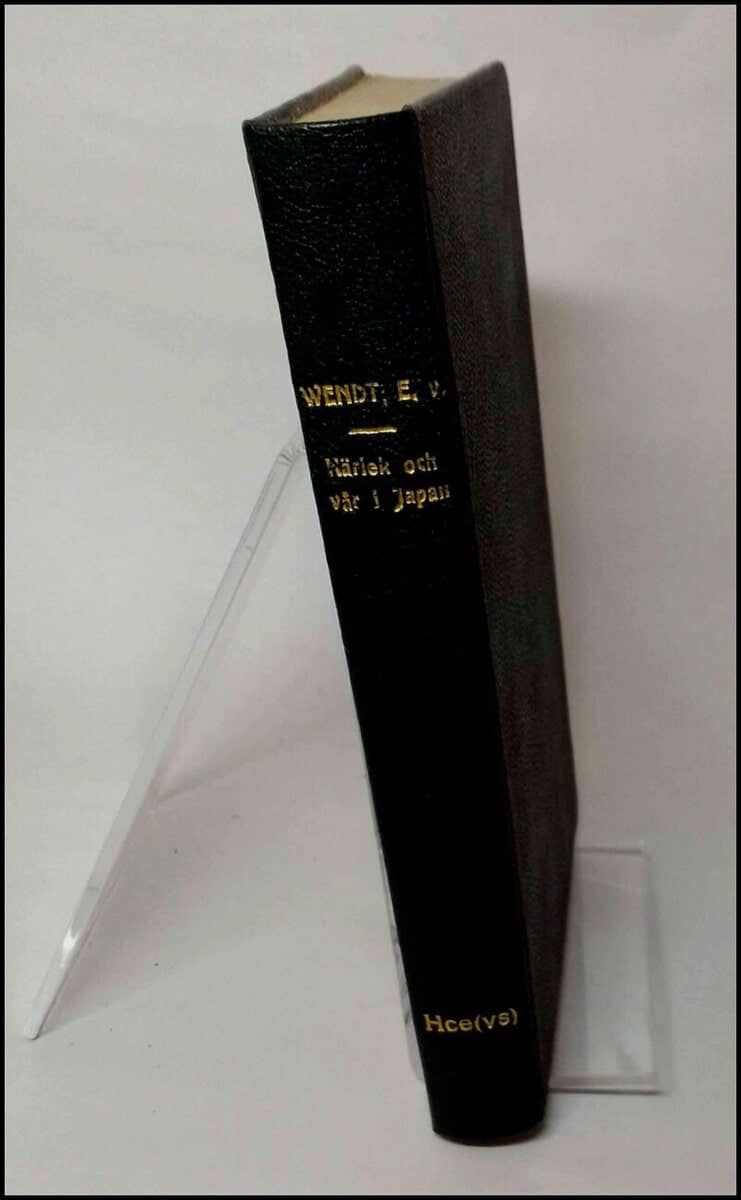 WENDT, E. v.
Kärlek och
vår i Japan
Hce(vs)